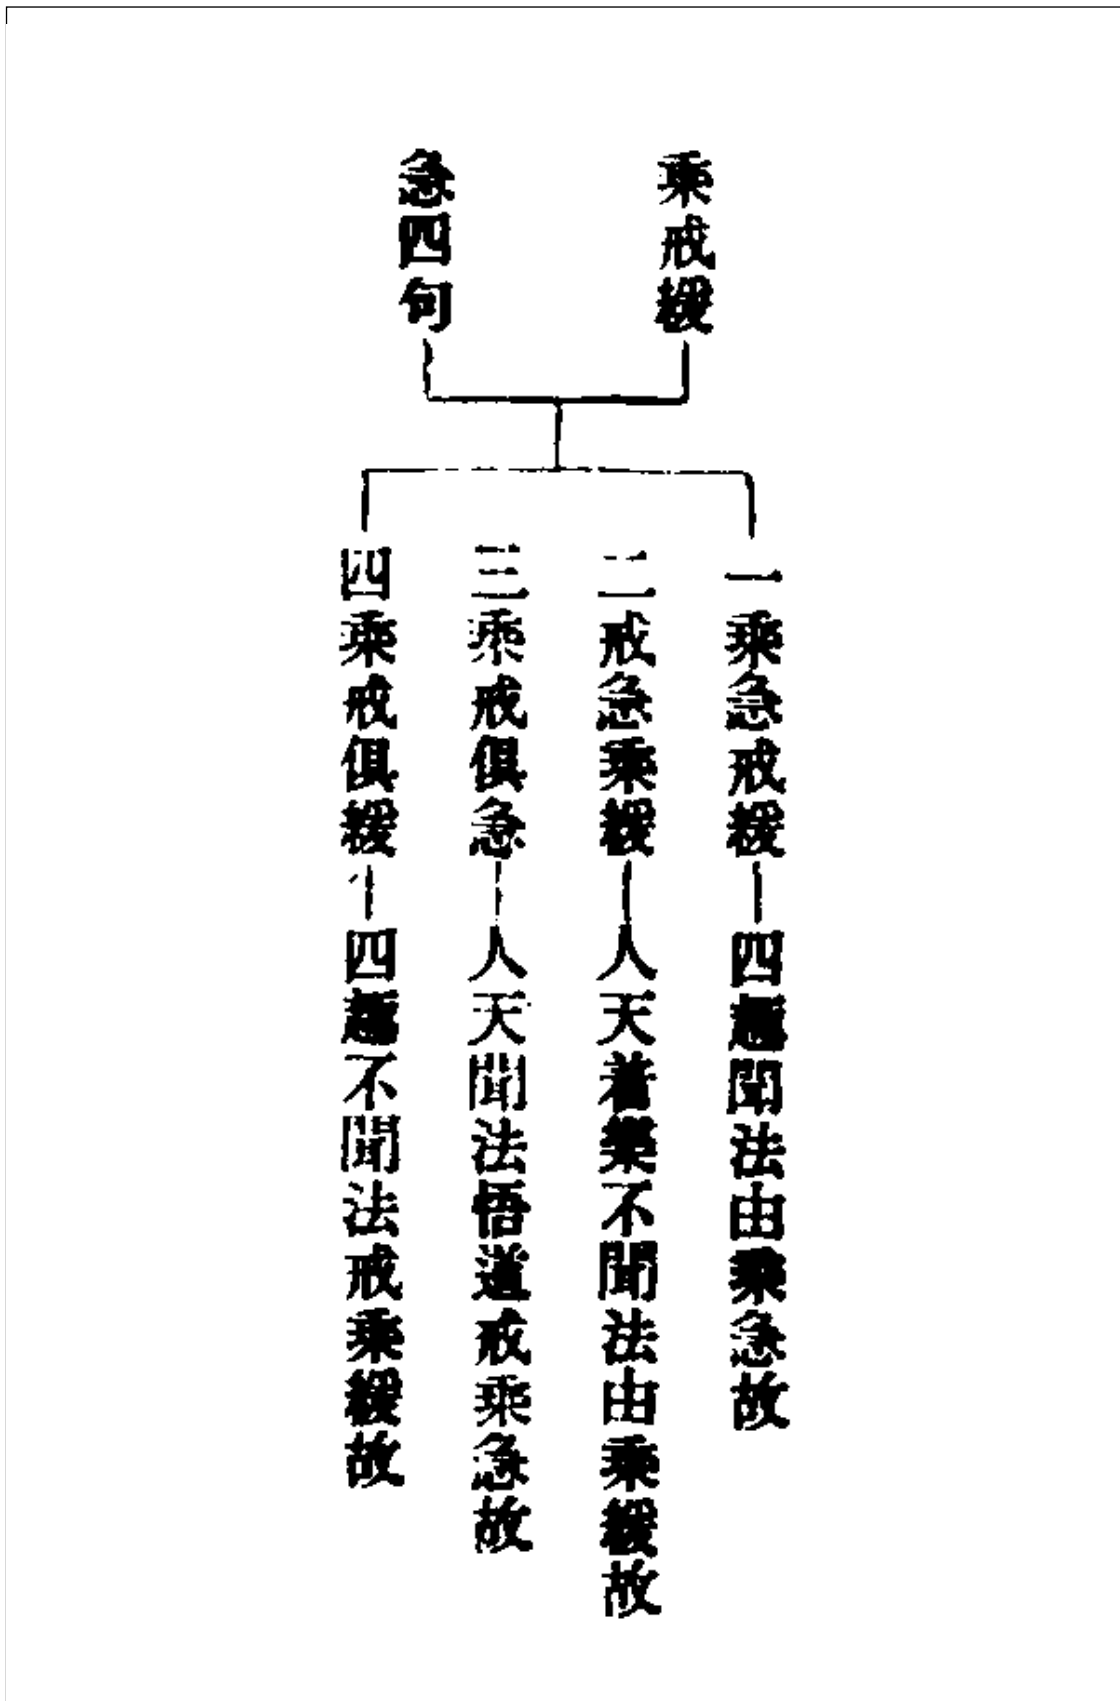 乘戒緩
急四句
一乘急戒緩
四趣聞法由乘急故
二戒急乘緩
人天着樂不聞法由乘緩故
三乘戒俱急
人天聞法悟道戒乘急故
四乘戒俱緩
四趣不聞法戒乘緩故